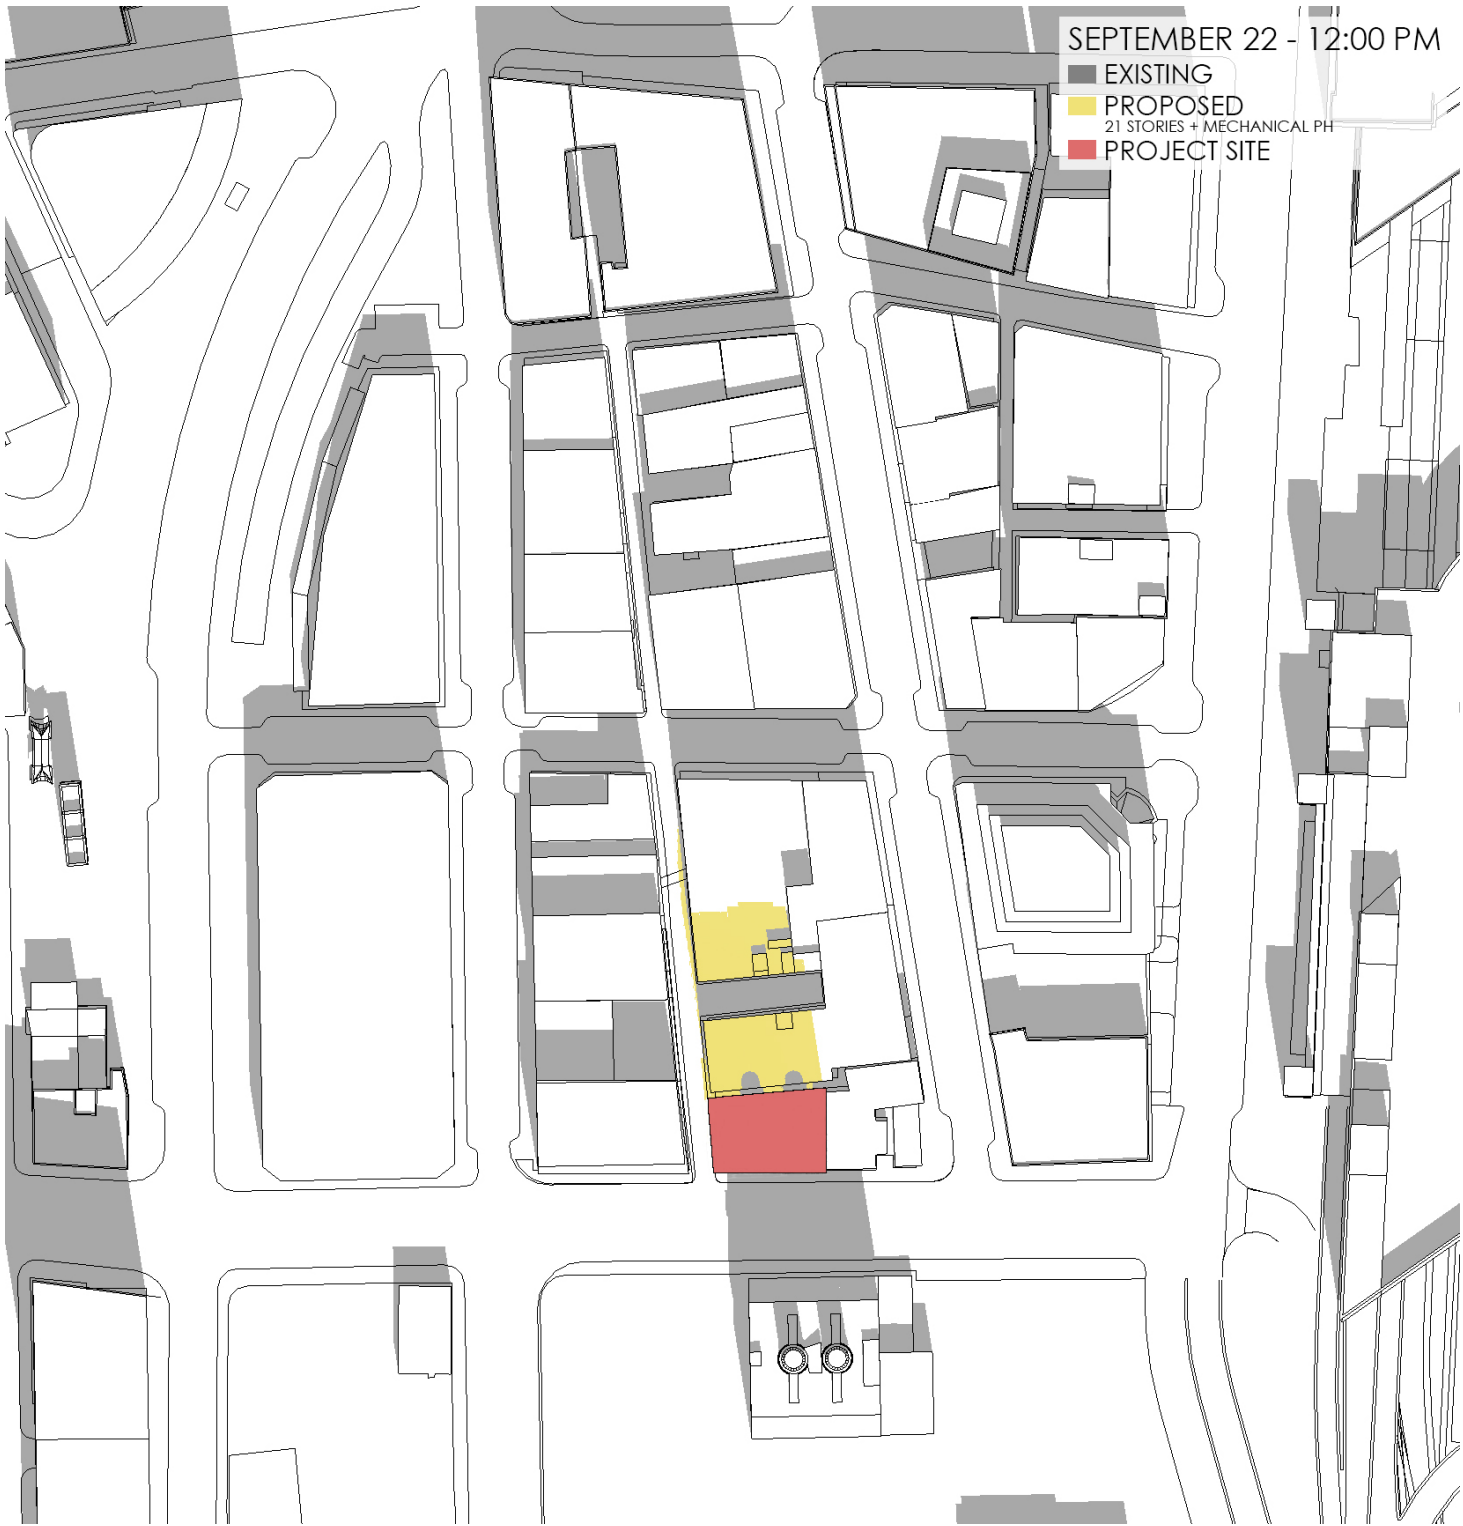 SEPTEMBER 22 - 12:00 PM
EXISTING
PROPOSED
21 STORIES + MECHANICAL PH
PROJECT SITE